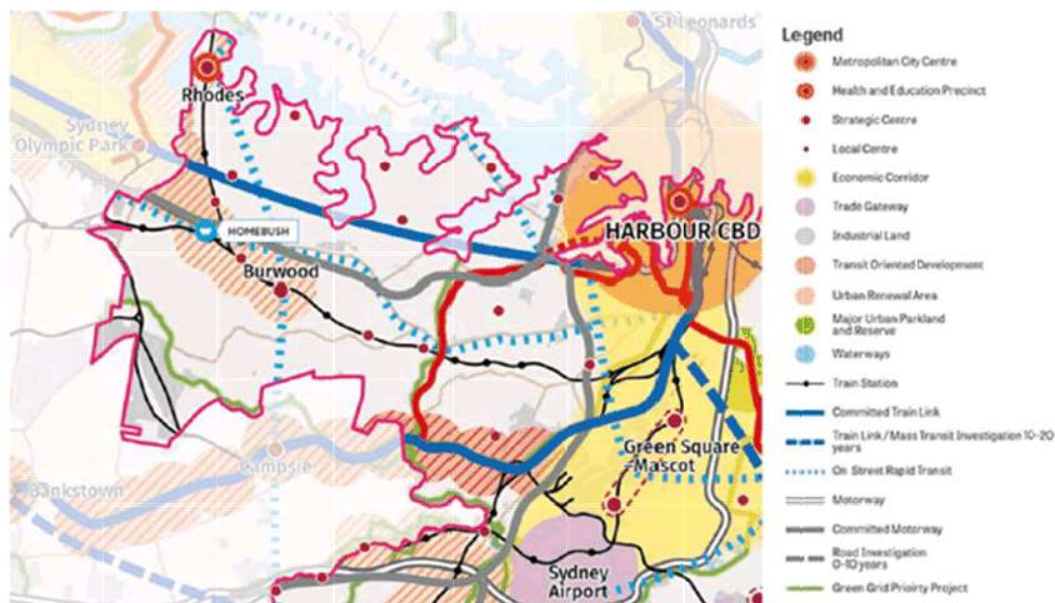 St Leonards
Rhodes
Sydney
Olympic Park
HOMEBUSH
HARBOUR CBD
Burwood
Green Square
-Mascot
Campsie
Bankstown
Sydney
Airport
Legend
Metropolitan City Centre
Health and Education Precinct
Strategic Centre
Local Centre
Economic Corridor
Trade Gateway
Industrial Land
Transit Oriented Development
Urban Renewal Area
Major Urban Parkland
and Reserve
Waterways
Train Station
Committed Train Link
Train Link/Mass Transit Investigation 10-20
years
On Street Rapid Transit
Motorway
Committed Motorway
Road Investigation
0-10 years
Green Grid Priority Project